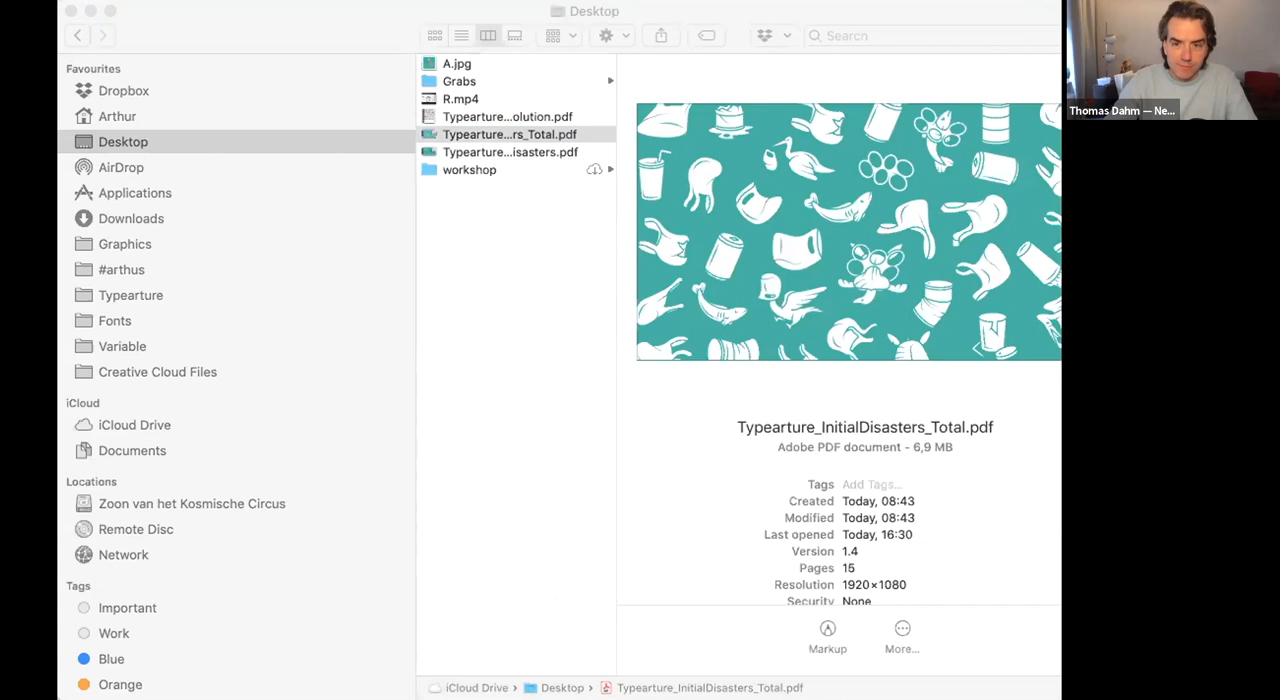 Desktop
Search
Favourites
Dropbox
Arthur
Desktop
AirDrop
Applications
Downloads
Graphics
#arthus
Typearture
Fonts
Variable
Creative Cloud Files
iCloud
iCloud Drive
Documents
Locations
Zoon van het Kosmische Circus
Remote Disc
Network
Tags
Important
Work
Blue
Orange
A.jpg
Grabs
R.mp4
Typearture...olution.pdf
Typearture...rs_Total.pdf
Typearture...isasters.pdf
workshop
Typearture_InitialDisasters_Total.pdf
Adobe PDF document - 6,9 MB
Tags Add Tags...
Created Today, 08:43
Modified Today, 08:43
Last opened Today, 16:30
Version 1.4
Pages 15
Resolution 1920×1080
Security None
Markup
More...
iCloud Drive › Desktop › Typearture_InitialDisasters_Total.pdf
Thomas Dahm — Ne...